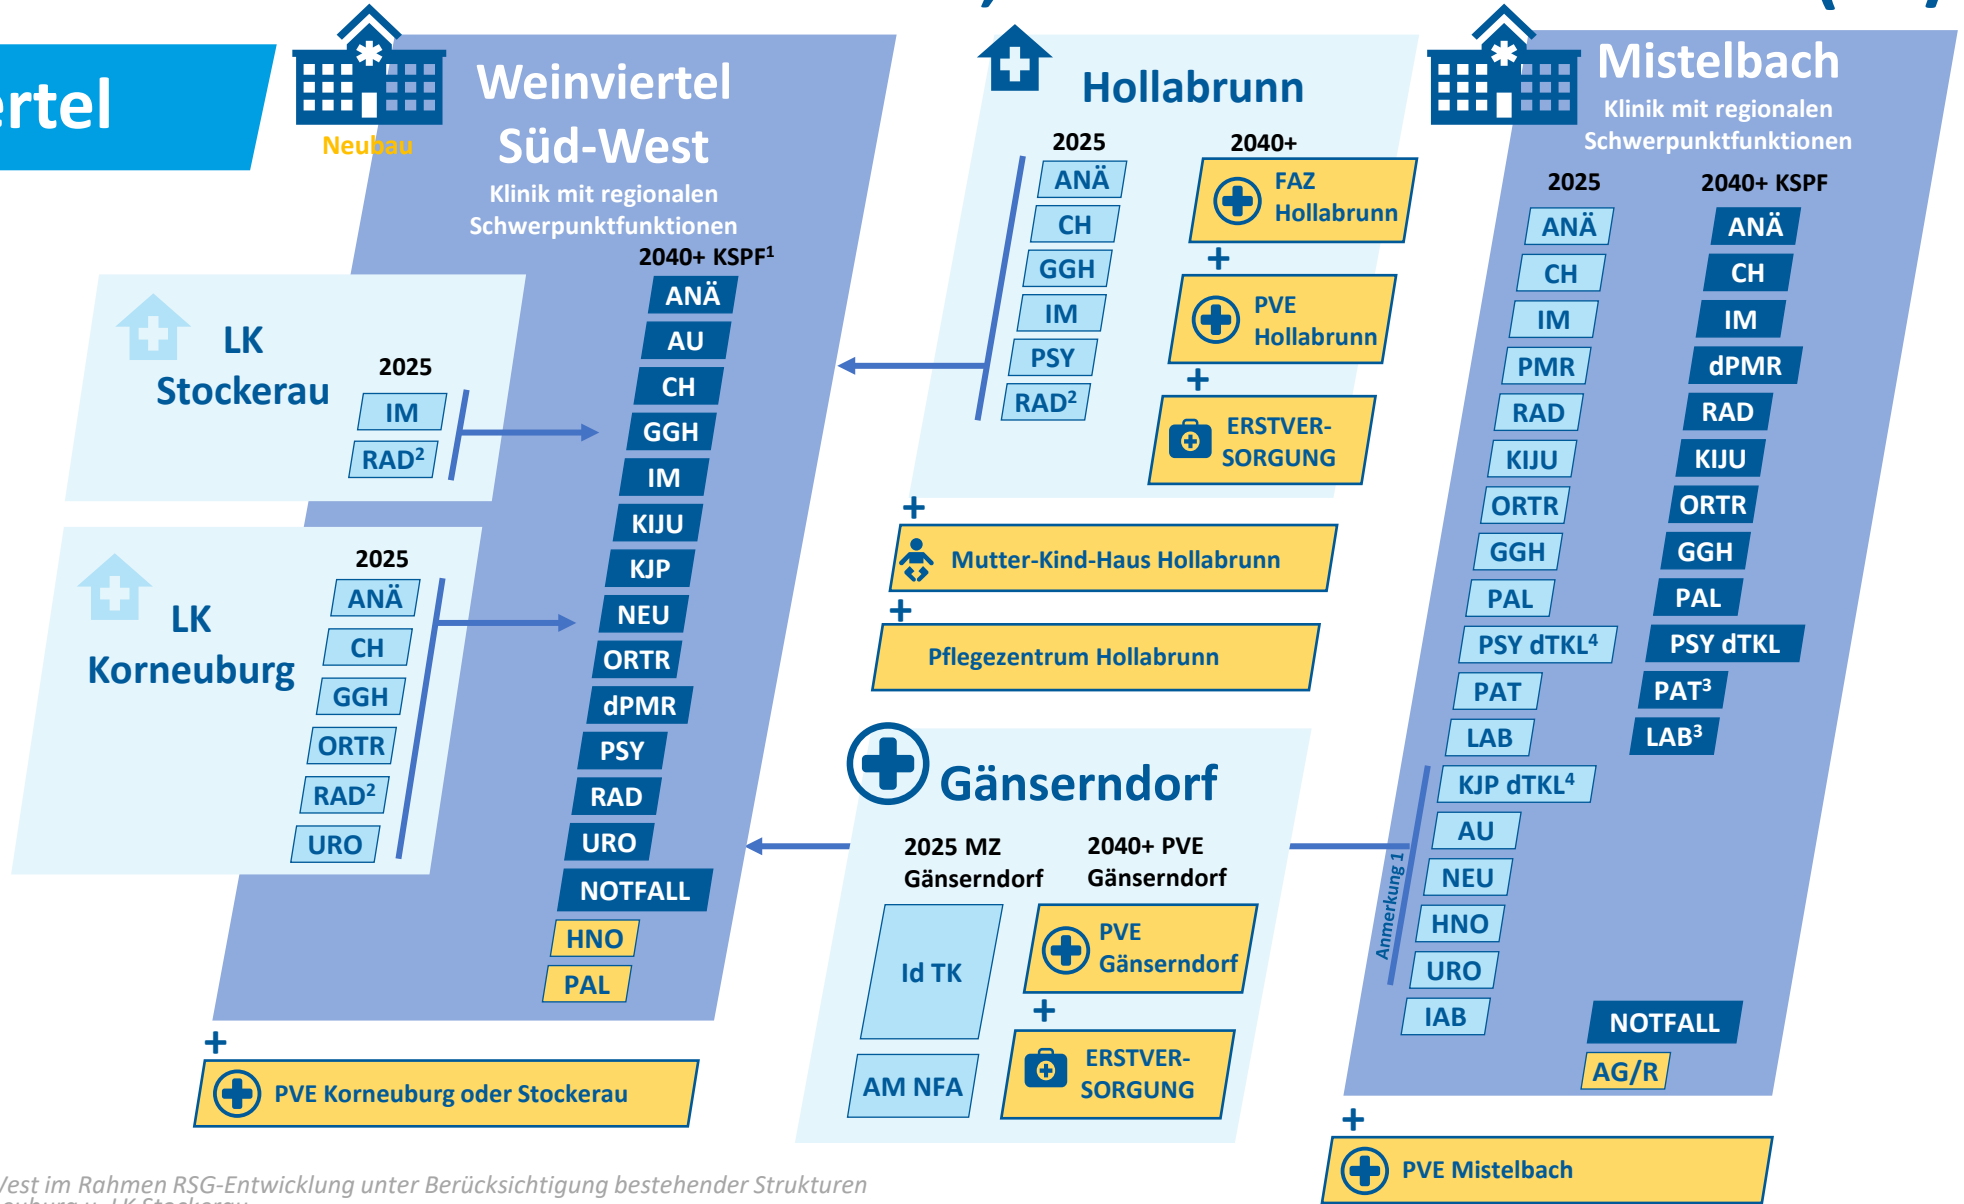 ertel
Neubau
Weinviertel
Süd-West
Klinik mit regionalen
Schwerpunktfunktionen
2040+ KSPF¹
ANÄ
AU
CH
GGH
IM
KIJU
KJP
NEU
ORTR
dPMR
PSY
RAD
URO
NOTFALL
HNO
PAL
LK
Stockerau
2025
IM
RAD²
LK
Korneuburg
2025
ANÄ
CH
GGH
ORTR
RAD²
URO
+
PVE Korneuburg oder Stockerau
Hollabrunn
2025
ANÄ
CH
GGH
IM
PSY
RAD²
2040+
FAZ
Hollabrunn
+
PVE
Hollabrunn
+
ERSTVER-
SORGUNG
+
Mutter-Kind-Haus Hollabrunn
+
Pflegezentrum Hollabrunn
Gänserndorf
2025 MZ
Gänserndorf
Id TK
AM NFA
2040+ PVE
Gänserndorf
PVE
Gänserndorf
+
ERSTVER-
SORGUNG
Mistelbach
Klinik mit regionalen
Schwerpunktfunktionen
2025
ANÄ
CH
IM
PMR
RAD
KIJU
ORTR
GGH
PAL
PSY dTKL⁴
PAT
LAB
KJP dTKL⁴
AU
NEU
HNO
URO
IAB
Anmerkung 1
2040+ KSPF
ANÄ
CH
IM
dPMR
RAD
KIJU
ORTR
GGH
PAL
PSY dTKL
PAT³
LAB³
NOTFALL
AG/R
+
PVE Mistelbach
West im Rahmen RSG-Entwicklung unter Berücksichtigung bestehender Strukturen
LK Stockerau